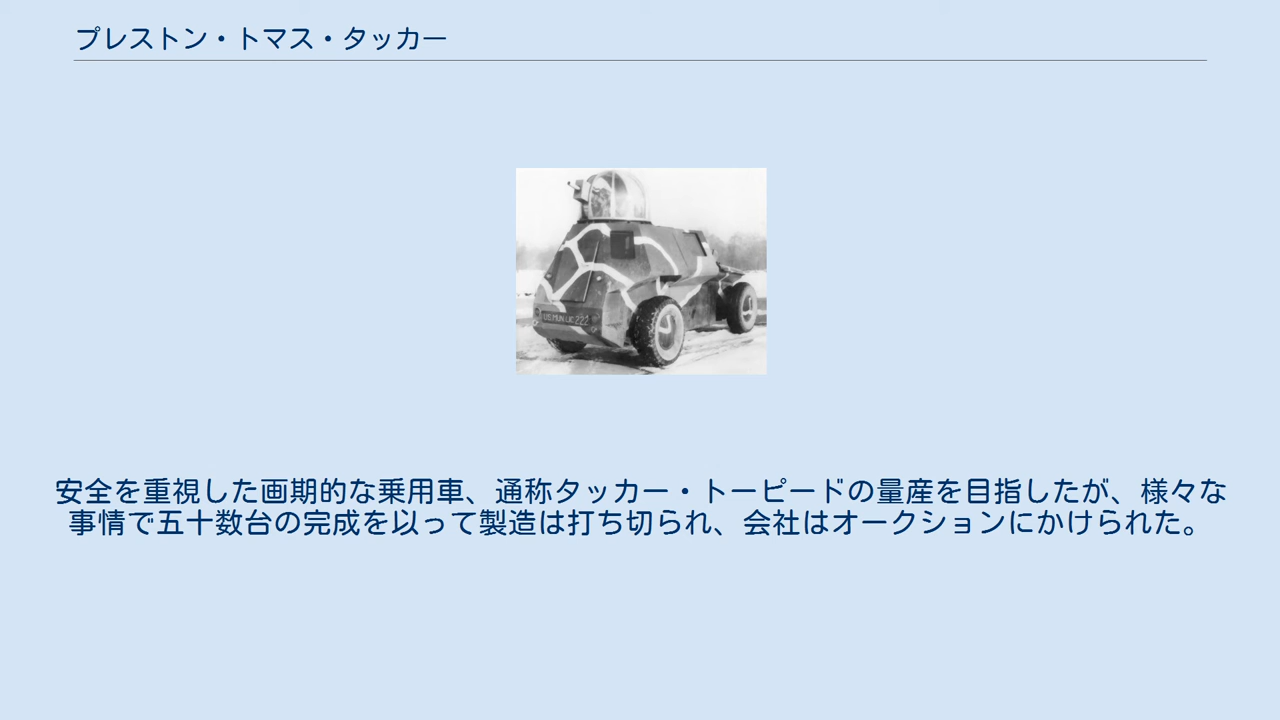 プレストン・トマス・タッカー
安全を重視した画期的な乗用車、通称タッカー・トーピードの量産を目指したが、様々な
事情で五十数台の完成を以って製造は打ち切られ、会社はオークションにかけられた。